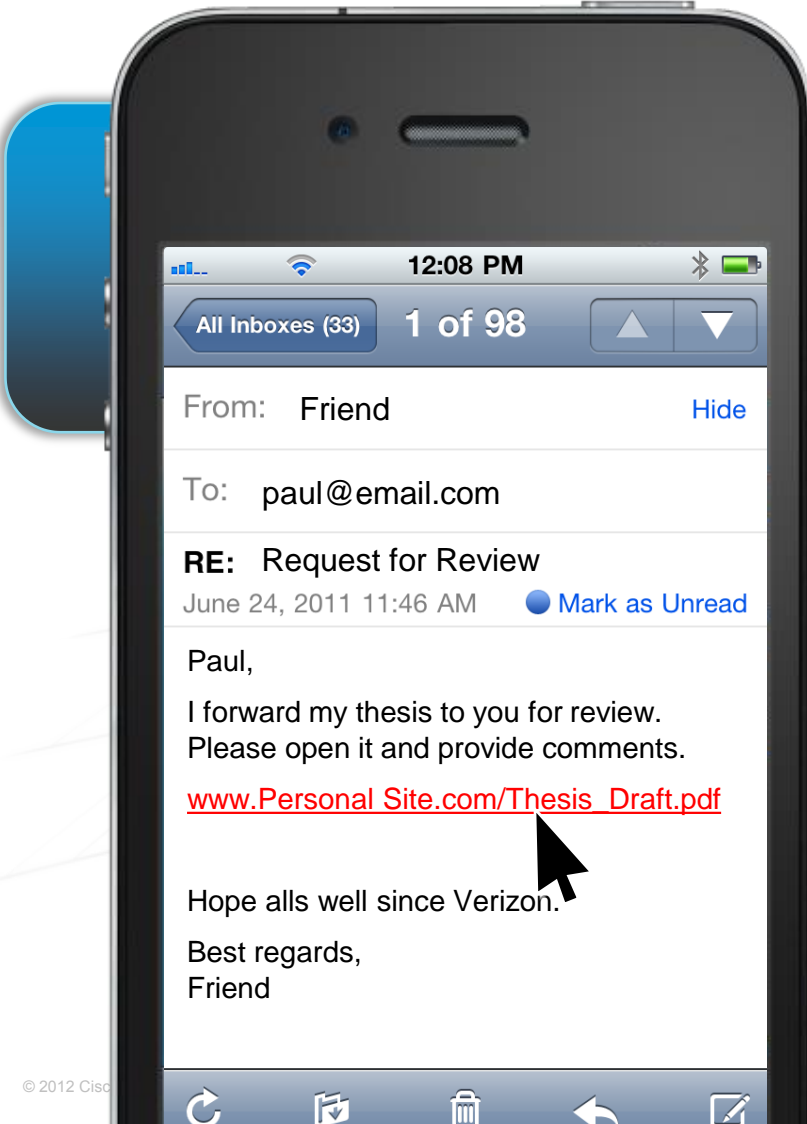 12:08 PM
All Inboxes (33) 1 of 98
From: Friend Hide
To: paul@email.com
RE: Request for Review
June 24, 2011 11:46 AM Mark as Unread
Paul,
I forward my thesis to you for review.
Please open it and provide comments.
www.Personal Site.com/Thesis_Draft.pdf
Hope alls well since Verizon.
Best regards,
Friend
© 2012 Cisc